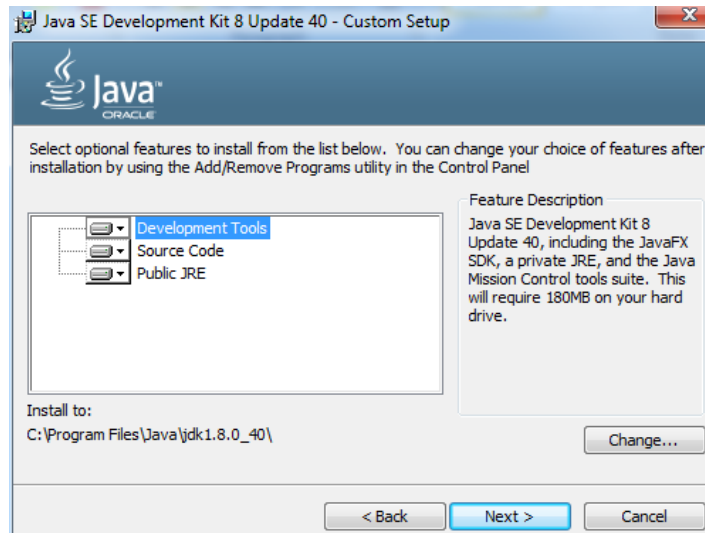 Java SE Development Kit 8 Update 40 - Custom Setup
Java™
ORACLE
Select optional features to install from the list below. You can change your choice of features after
installation by using the Add/Remove Programs utility in the Control Panel
Development Tools
Source Code
Public JRE
Feature Description
Java SE Development Kit 8
Update 40, including the JavaFX
SDK, a private JRE, and the Java
Mission Control tools suite. This
will require 180MB on your hard
drive.
Install to:
C:\Program Files\Java\jdk1.8.0_40\
Change...
< Back
Next >
Cancel